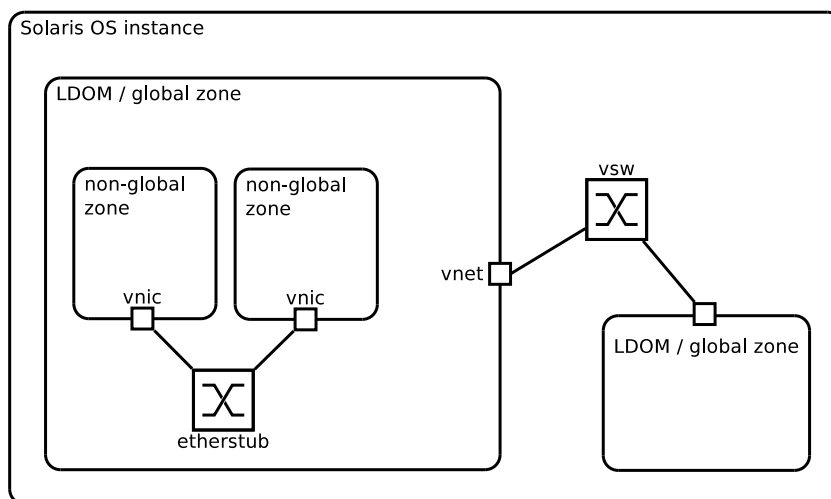 Solaris OS instance
LDOM / global zone
non-global
zone
non-global
zone
vnic
vnic
etherstub
vnet
vsw
LDOM / global zone